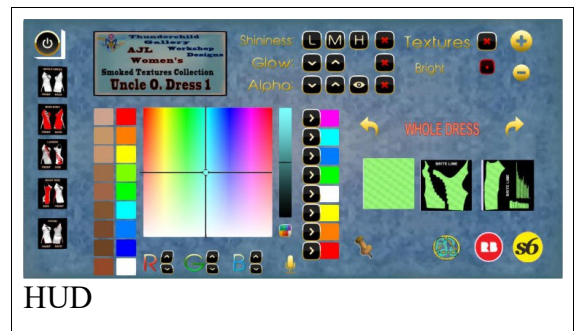 Thunderchild
Gallery
AJL Workshop
Designs
Women's
Smoked Textures Collection
Uncle O. Dress 1
Shininess L M H
Glow
Alpha
Textures
Bright
WHOLE DRESS
WHITE LINE
WHITE LINE
R G B
RB
s6
HUD